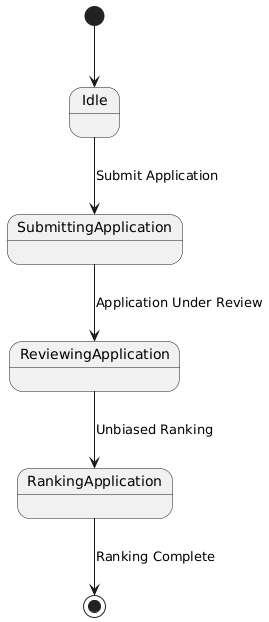 Idle
Submit Application
SubmittingApplication
Application Under Review
ReviewingApplication
Unbiased Ranking
RankingApplication
Ranking Complete